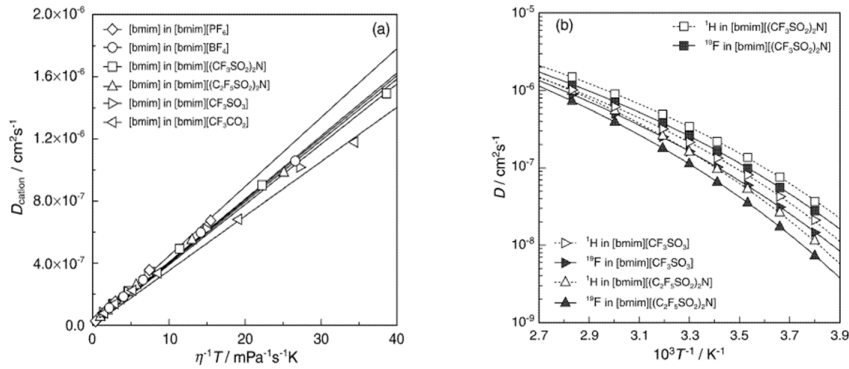 (a)
[bmim] in [bmim][PF₆]
[bmim] in [bmim][BF₄]
[bmim] in [bmim][(CF₃SO₂)₂N]
[bmim] in [bmim][(C₂F₅SO₂)₂N]
[bmim] in [bmim][CF₃SO₃]
[bmim] in [bmim][CF₃CO₂]
2.0×10⁻⁶
1.6×10⁻⁶
1.2×10⁻⁶
8.0×10⁻⁷
4.0×10⁻⁷
0.0
D_cation / cm²s⁻¹
0 10 20 30 40
η⁻¹T / mPa⁻¹s⁻¹K
(b)
¹H in [bmim][(CF₃SO₂)₂N]
¹⁹F in [bmim][(CF₃SO₂)₂N]
10⁻⁵
10⁻⁶
10⁻⁷
10⁻⁸
10⁻⁹
D / cm²s⁻¹
¹H in [bmim][CF₃SO₃]
¹⁹F in [bmim][CF₃SO₃]
¹H in [bmim][(C₂F₅SO₂)₂N]
¹⁹F in [bmim][(C₂F₅SO₂)₂N]
2.7 2.9 3.1 3.3 3.5 3.7 3.9
10³T⁻¹ / K⁻¹